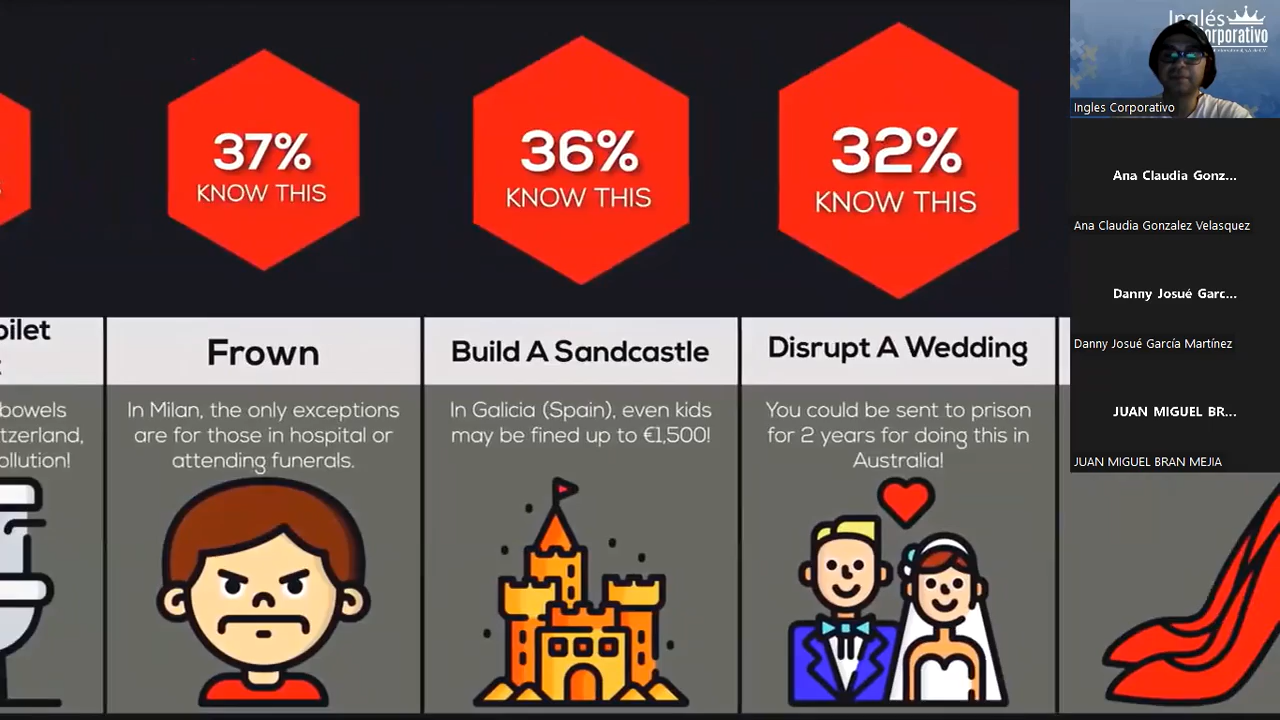 37%
KNOW THIS
36%
KNOW THIS
32%
KNOW THIS
Frown
In Milan, the only exceptions
are for those in hospital or
attending funerals.
Build A Sandcastle
In Galicia (Spain), even kids
may be fined up to €1,500!
Disrupt A Wedding
You could be sent to prison
for 2 years for doing this in
Australia!
bowels
Inglés
Ingles Corporativo
Ana Claudia Gonz...
Ana Claudia Gonzalez Velasquez
Danny Josué Garc...
Danny Josué García Martínez
JUAN MIGUEL BR...
JUAN MIGUEL BRAN MEJIA